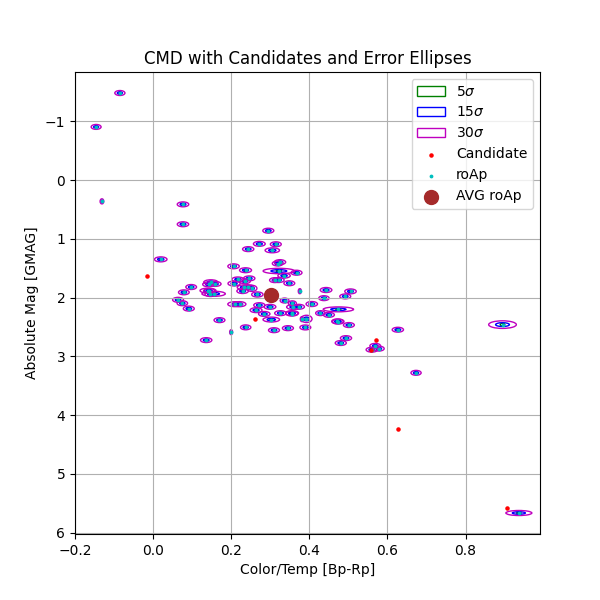 CMD with Candidates and Error Ellipses
5σ
15σ
30σ
Candidate
roAp
AVG roAp
Absolute Mag [GMAG]
−1
0
1
2
3
4
5
6
−0.2 0.0 0.2 0.4 0.6 0.8
Color/Temp [Bp-Rp]